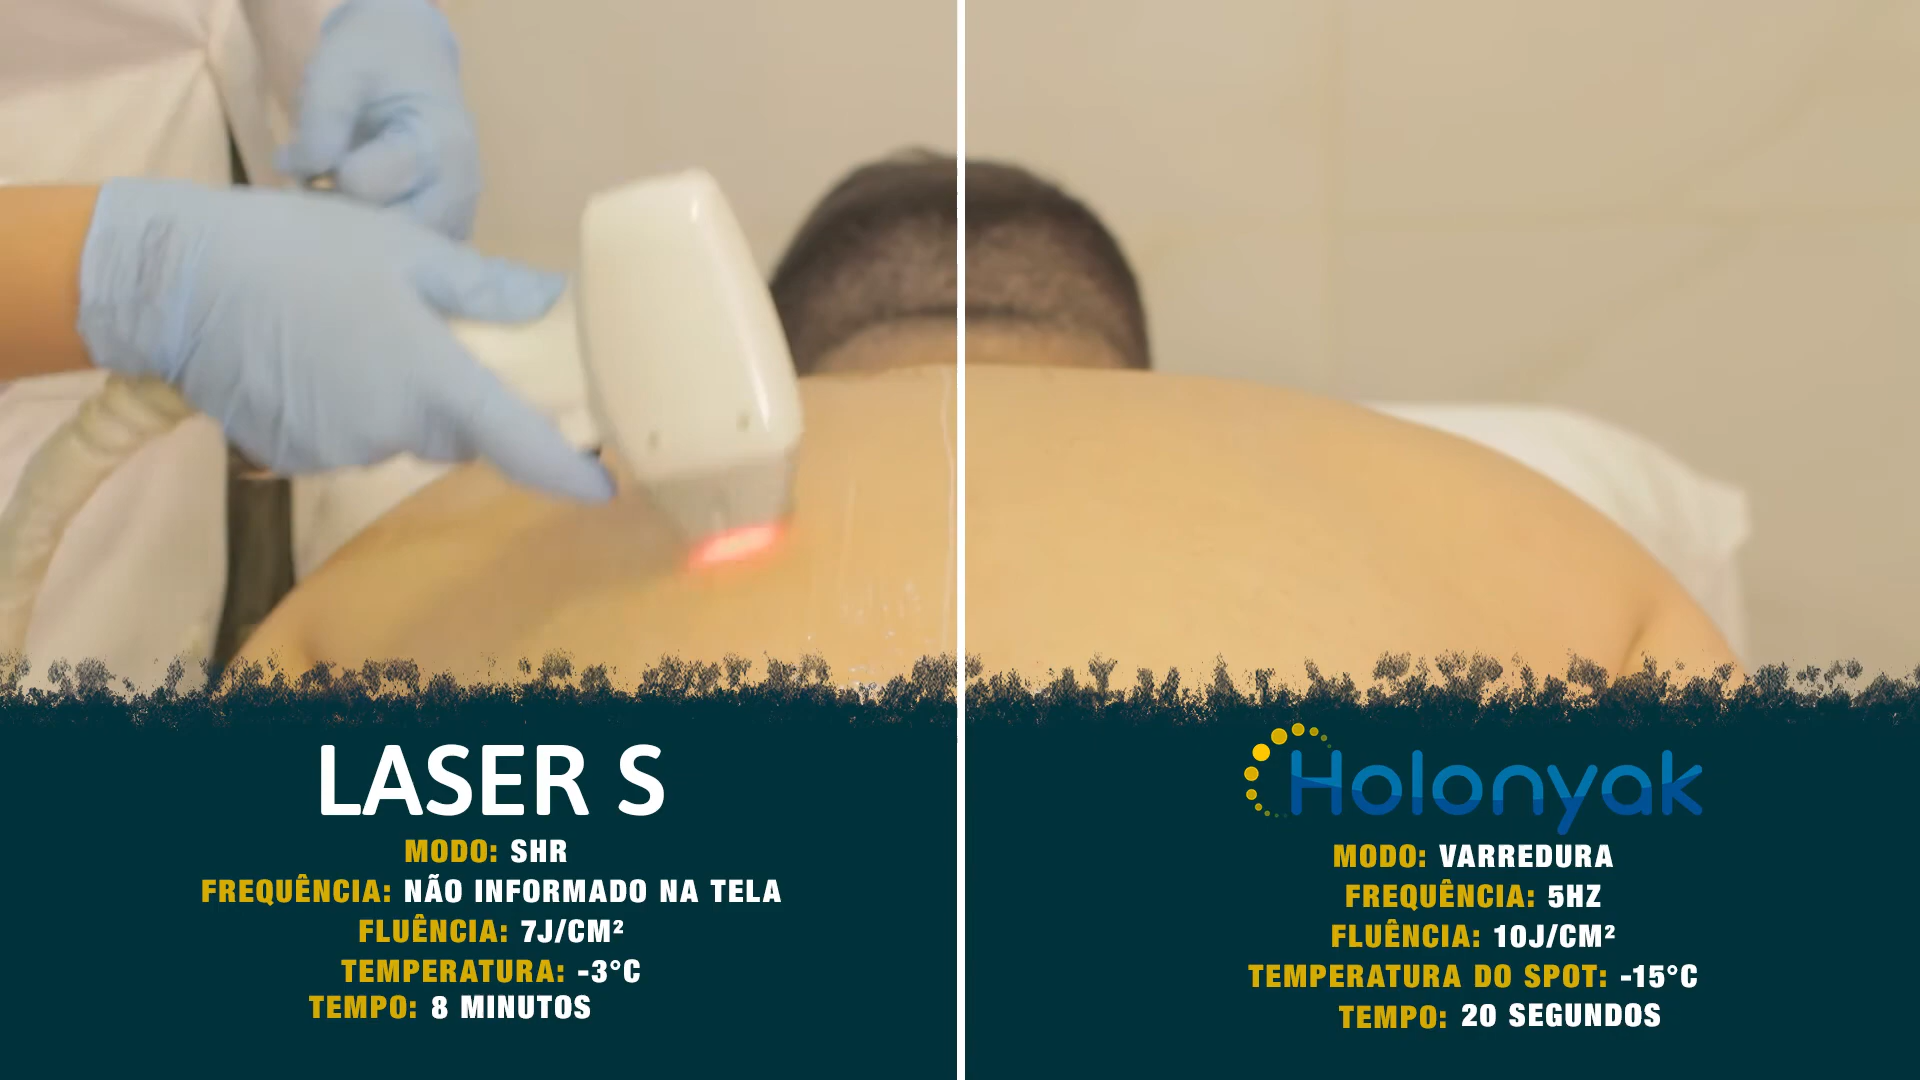 LASER S
MODO: SHR
FREQUÊNCIA: NÃO INFORMADO NA TELA
FLUÊNCIA: 7J/CM²
TEMPERATURA: -3°C
TEMPO: 8 MINUTOS
Holonyak
MODO: VARREDURA
FREQUÊNCIA: 5HZ
FLUÊNCIA: 10J/CM²
TEMPERATURA DO SPOT: -15°C
TEMPO: 20 SEGUNDOS